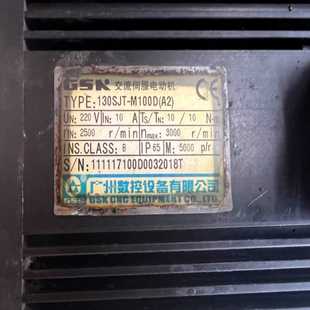 GSK 交流伺服电动机
TYPE: 130SJT-M100D(A2)
UN: 220 V IN: 10 A TS/TN: 10 / 10 N·m
nN: 2500 r/min nmax: 3000 r/min
INS.CLASS: B IP 65 M: 5000 p/r
S/N: 111117100D0032018T
广州数控设备有限公司
GSK CNC EQUIPMENT CO., LTD.